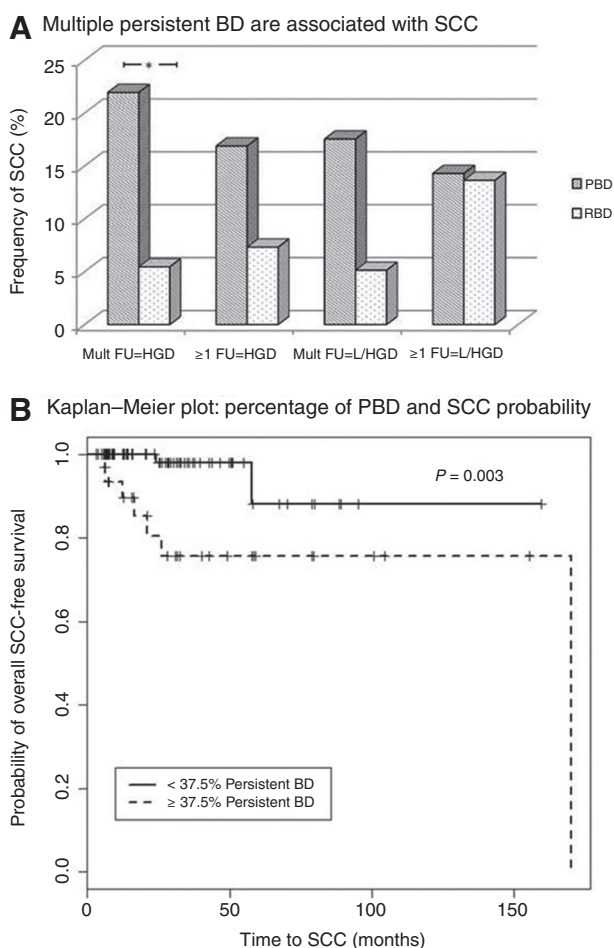 A Multiple persistent BD are associated with SCC
25
20
15
10
5
0
Frequency of SCC (%)
*
PBD
RBD
Mult FU=HGD ≥1 FU=HGD Mult FU=L/HGD ≥1 FU=L/HGD
B Kaplan–Meier plot: percentage of PBD and SCC probability
1.0
0.8
0.6
0.4
0.2
0.0
Probability of overall SCC-free survival
P = 0.003
< 37.5% Persistent BD
≥ 37.5% Persistent BD
0 50 100 150
Time to SCC (months)